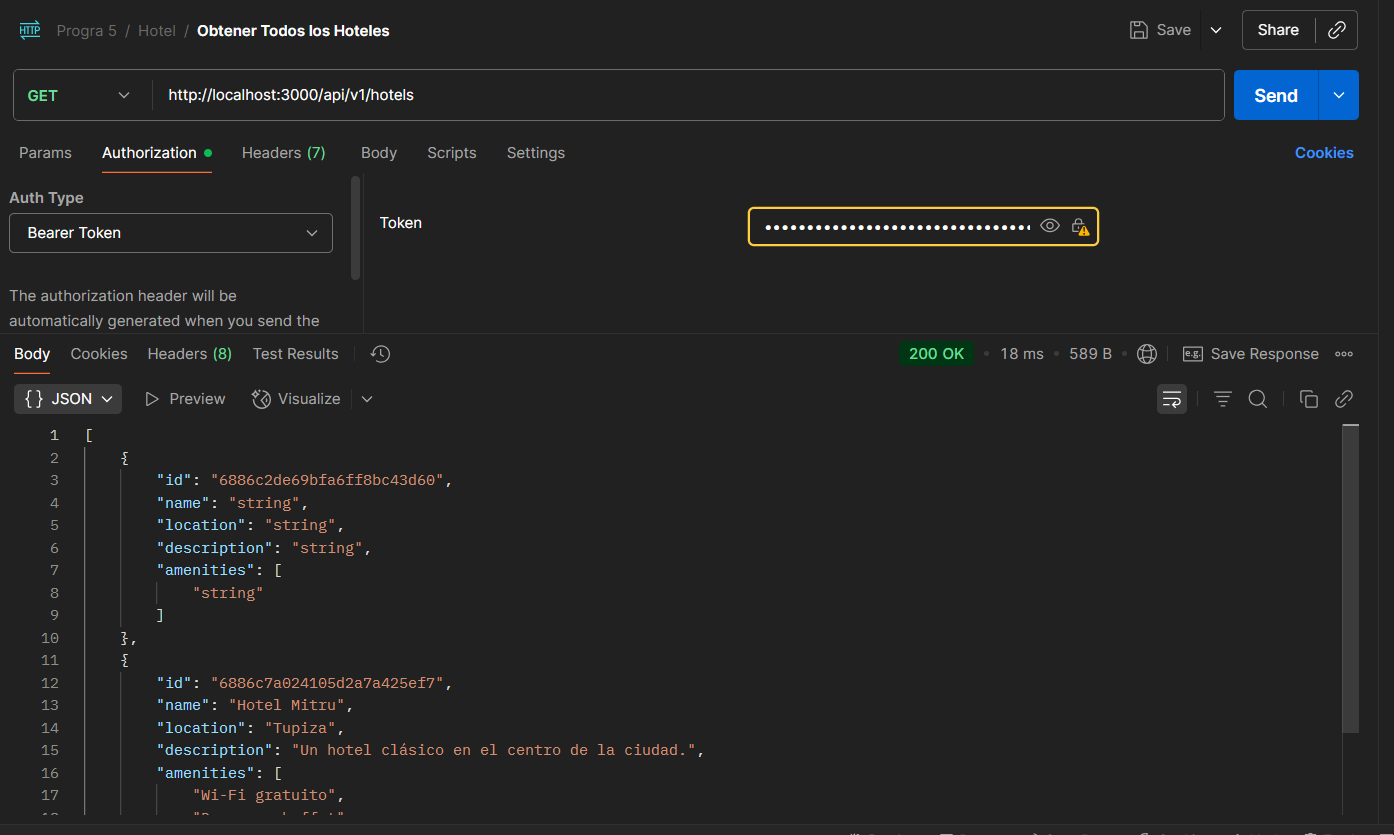 HTTP Progra 5 / Hotel / Obtener Todos los Hoteles Save Share
GET http://localhost:3000/api/v1/hotels Send
Params Authorization Headers (7) Body Scripts Settings Cookies
Auth Type
Bearer Token
Token
The authorization header will be
automatically generated when you send the
Body Cookies Headers (8) Test Results 200 OK 18 ms 589 B e.g. Save Response
{} JSON Preview Visualize
1 [
2 {
3 "id": "6886c2de69bfa6ff8bc43d60",
4 "name": "string",
5 "location": "string",
6 "description": "string",
7 "amenities": [
8 "string"
9 ]
10 },
11 {
12 "id": "6886c7a024105d2a7a425ef7",
13 "name": "Hotel Mitru",
14 "location": "Tupiza",
15 "description": "Un hotel clásico en el centro de la ciudad.",
16 "amenities": [
17 "Wi-Fi gratuito",